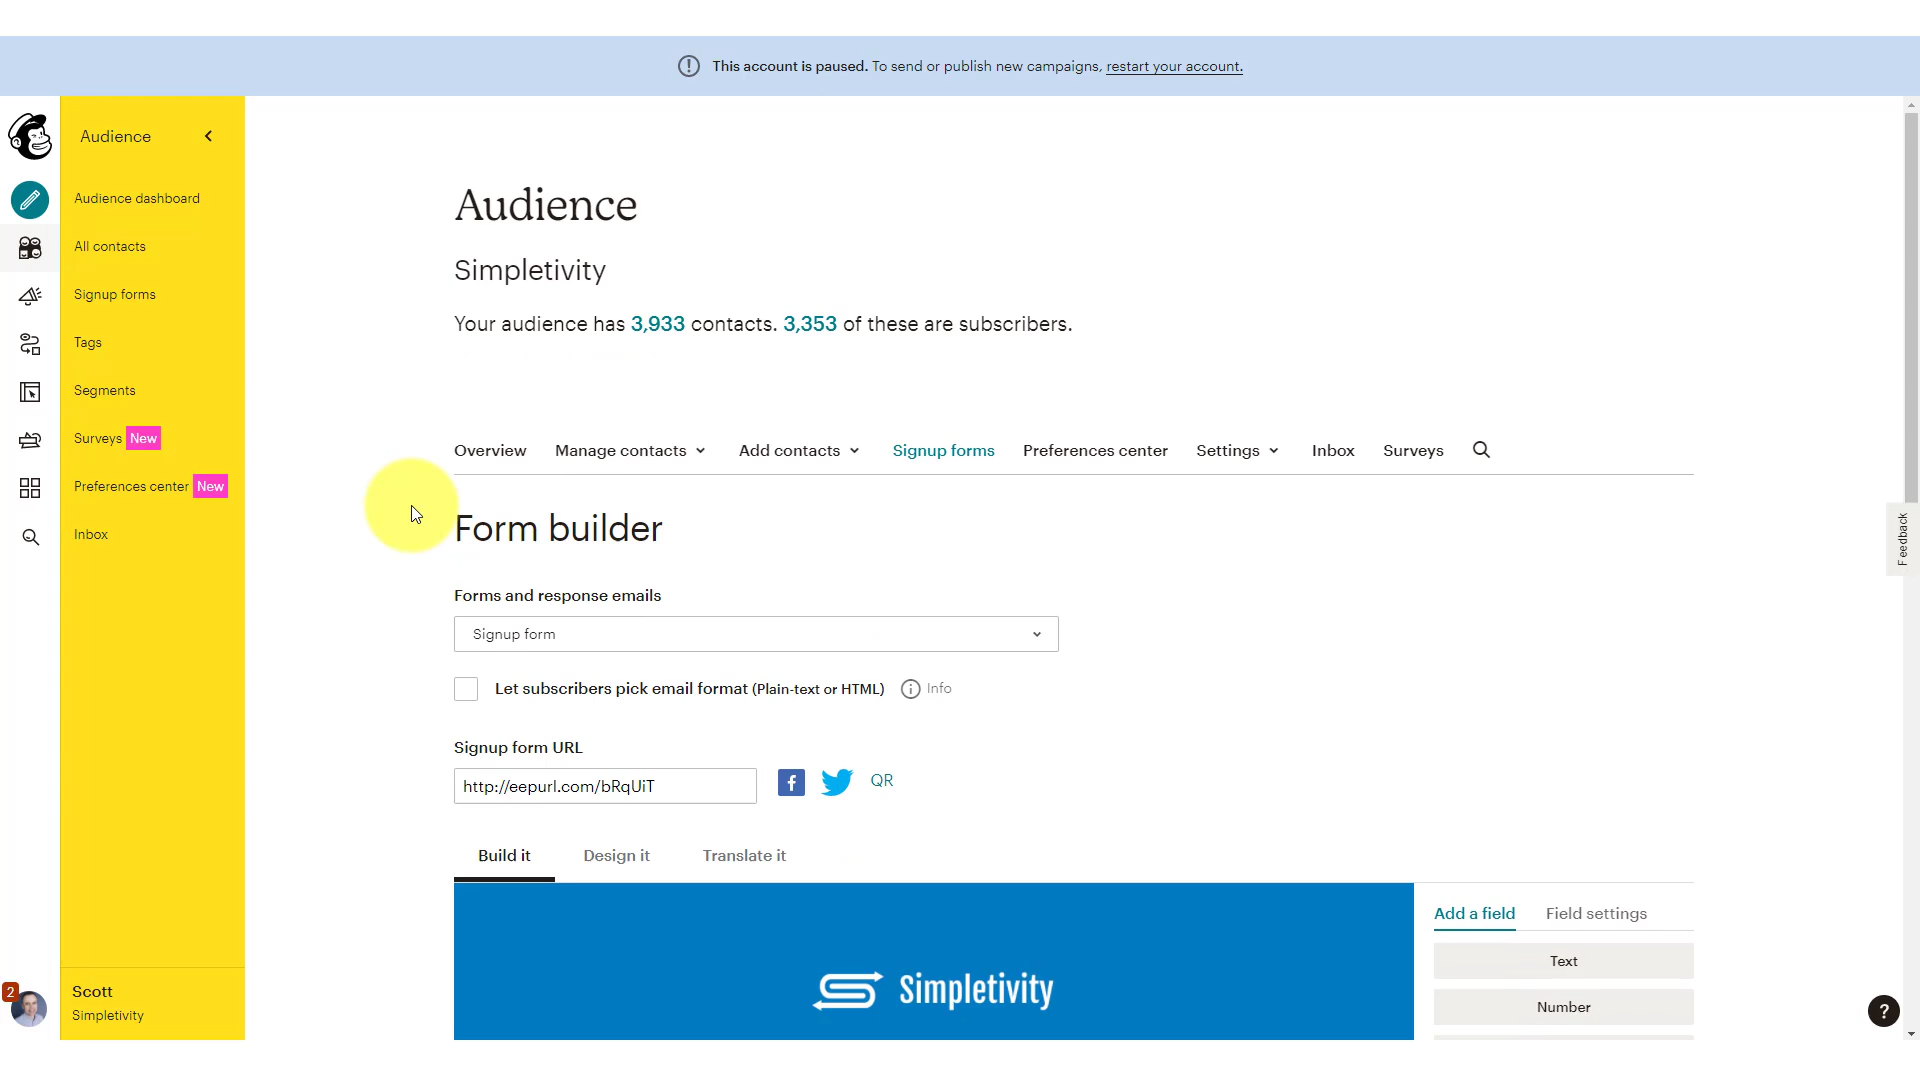 This account is paused. To send or publish new campaigns, restart your account.
Audience
Audience dashboard
All contacts
Signup forms
Tags
Segments
Surveys New
Preferences center New
Inbox
2
Scott
Simpletivity
Audience
Simpletivity
Your audience has 3,933 contacts. 3,353 of these are subscribers.
Overview Manage contacts Add contacts Signup forms Preferences center Settings Inbox Surveys
Form builder
Forms and response emails
Signup form
Let subscribers pick email format (Plain-text or HTML) Info
Signup form URL
http://eepurl.com/bRqUiT QR
Build it Design it Translate it
Simpletivity
Add a field Field settings
Text
Number
Feedback
?